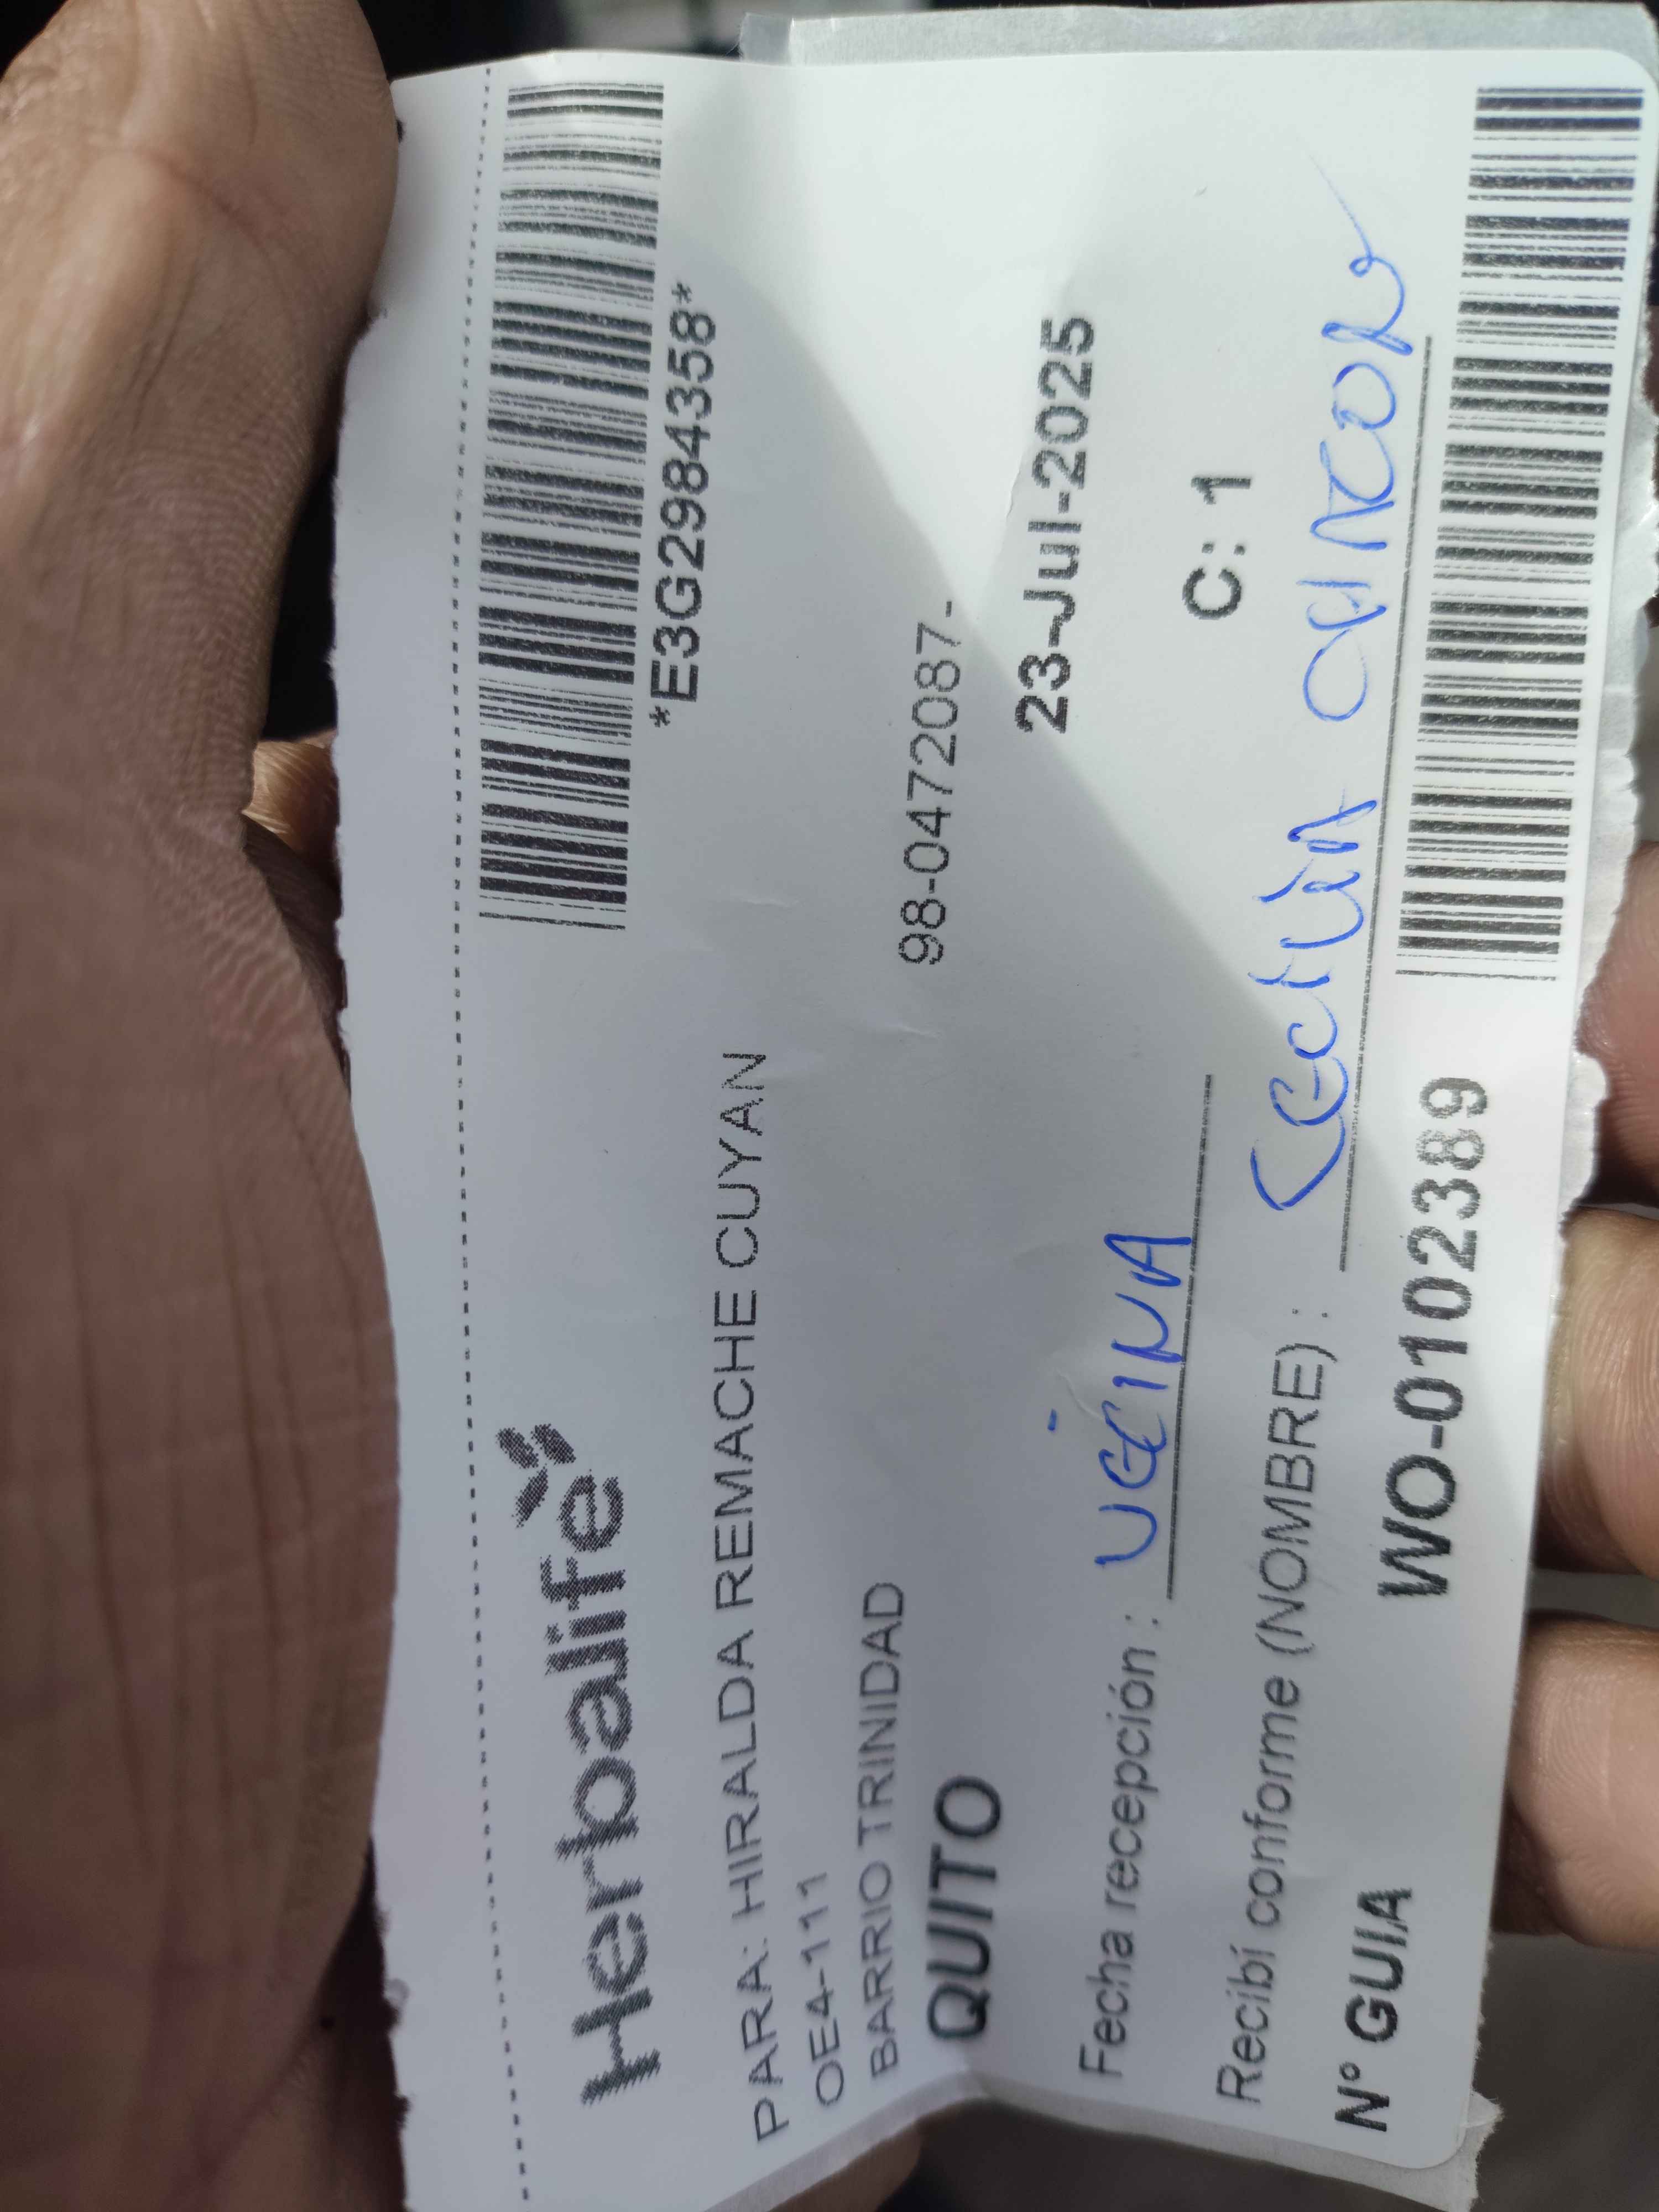 Herbalife
*E3G2984358*
PARA: HIRALDA REMACHE CUYAN
OE4-111
BARRIO TRINIDAD
98-0472087-
QUITO
23-Jul-2025
Fecha recepción : VECINA
C: 1
Recibí conforme (NOMBRE) : CECILIA
N° GUIA WO-0102389